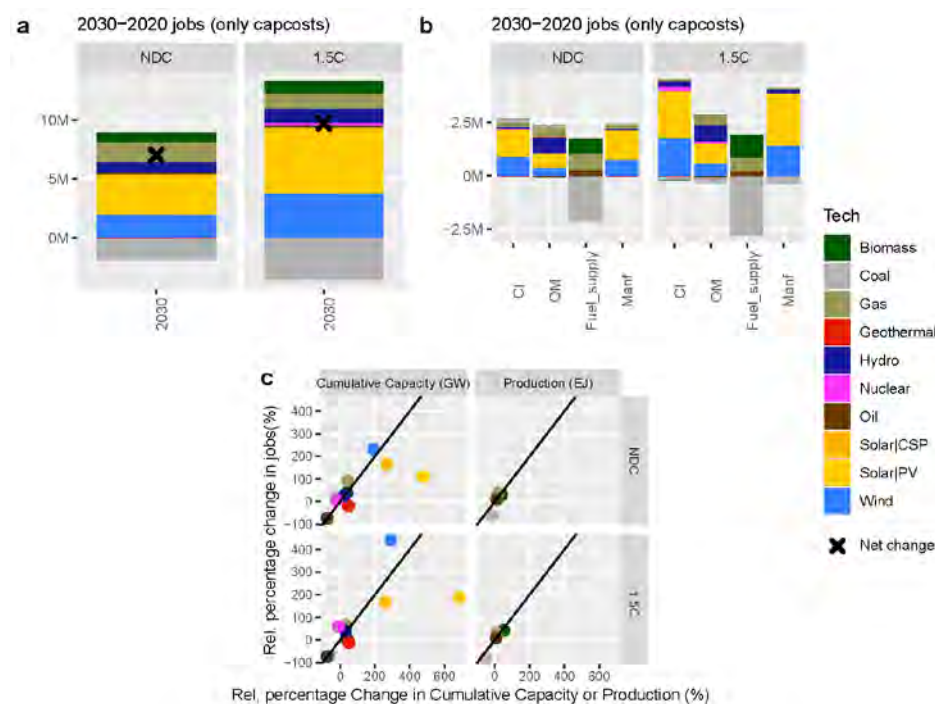 a 2030−2020 jobs (only capcosts)
NDC 1.5C
10M
5M
0M
2030 2030
b 2030−2020 jobs (only capcosts)
NDC 1.5C
2.5M
0M
−2.5M
CI OM Fuel_supply Manf CI OM Fuel_supply Manf
Tech
Biomass
Coal
Gas
Geothermal
Hydro
Nuclear
Oil
Solar|CSP
Solar|PV
Wind
Net change
c
Cumulative Capacity (GW) Production (EJ)
Rel. percentage change in jobs(%)
400
300
200
100
0
−100
NDC
400
300
200
100
0
−100
1.5C
0 200 400 600 0 200 400 600
Rel. percentage Change in Cumulative Capacity or Production (%)